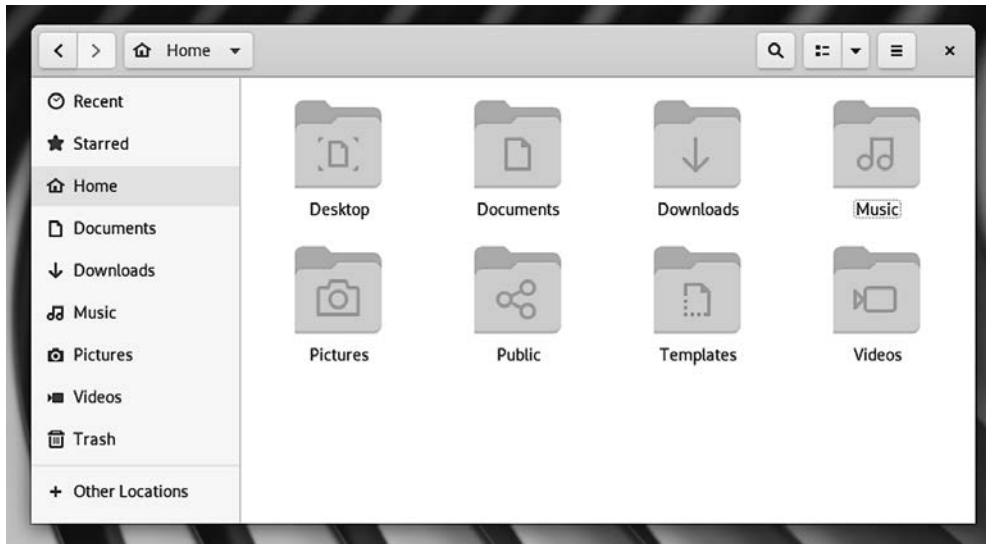 Home
Recent
Starred
Home
Documents
Downloads
Music
Pictures
Videos
Trash
Other Locations
Desktop Documents Downloads Music
Pictures Public Templates Videos